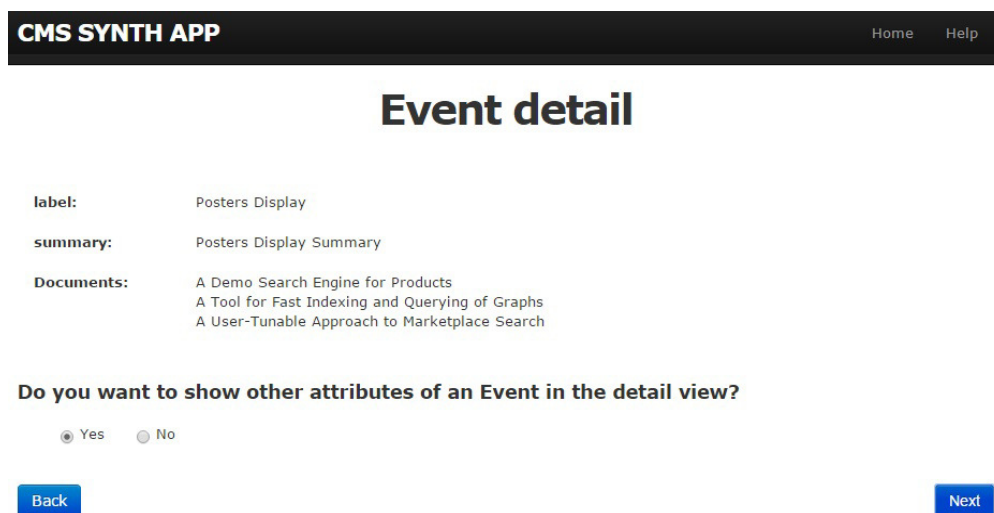 CMS SYNTH APP Home Help
Event detail
label: Posters Display
summary: Posters Display Summary
Documents: A Demo Search Engine for Products
A Tool for Fast Indexing and Querying of Graphs
A User-Tunable Approach to Marketplace Search
Do you want to show other attributes of an Event in the detail view?
Yes No
Back Next